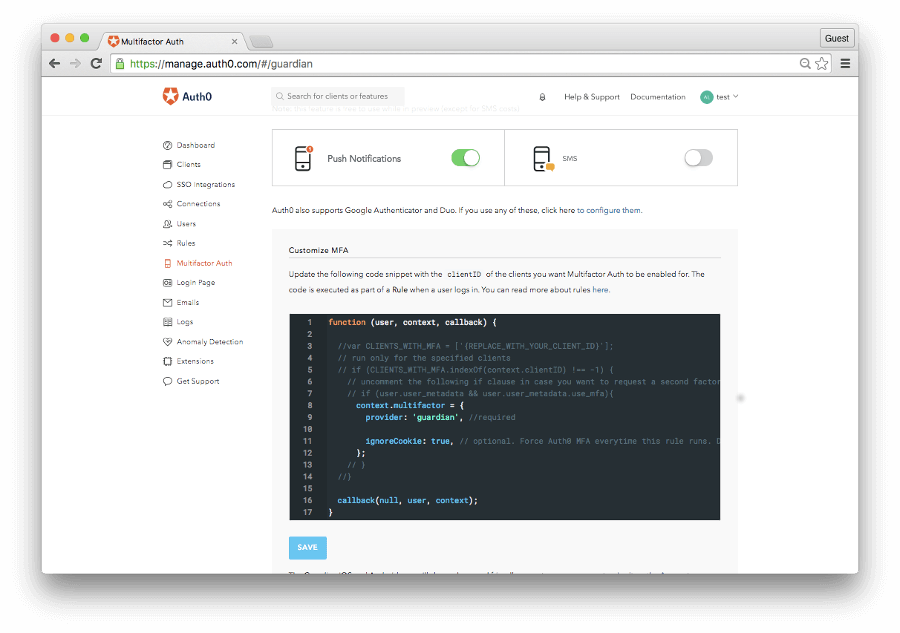 Multifactor Auth
Guest
https://manage.auth0.com/#/guardian
Auth0
Search for clients or features
Help & Support
Documentation
test
Dashboard
Clients
SSO Integrations
Connections
Users
Rules
Multifactor Auth
Login Page
Emails
Logs
Anomaly Detection
Extensions
Get Support
Push Notifications
SMS
Auth0 also supports Google Authenticator and Duo. If you use any of these, click here to configure them.
Customize MFA
Update the following code snippet with the clientID of the clients you want Multifactor Auth to be enabled for. The
code is executed as part of a Rule when a user logs in. You can read more about rules here.
1 function (user, context, callback) {
2
3 //var CLIENTS_WITH_MFA = ['{REPLACE_WITH_YOUR_CLIENT_ID}'];
4 // run only for the specified clients
5 // if (CLIENTS_WITH_MFA.indexOf(context.clientID) !== -1) {
6 // uncomment the following if clause in case you want to request a second factor
7 // if (user.user_metadata && user.user_metadata.use_mfa){
8 context.multifactor = {
9 provider: 'guardian', //required
10
11 ignoreCookie: true, // optional. Force Auth0 MFA everytime this rule runs. D
12 };
13 // }
14 //}
15
16 callback(null, user, context);
17 }
SAVE